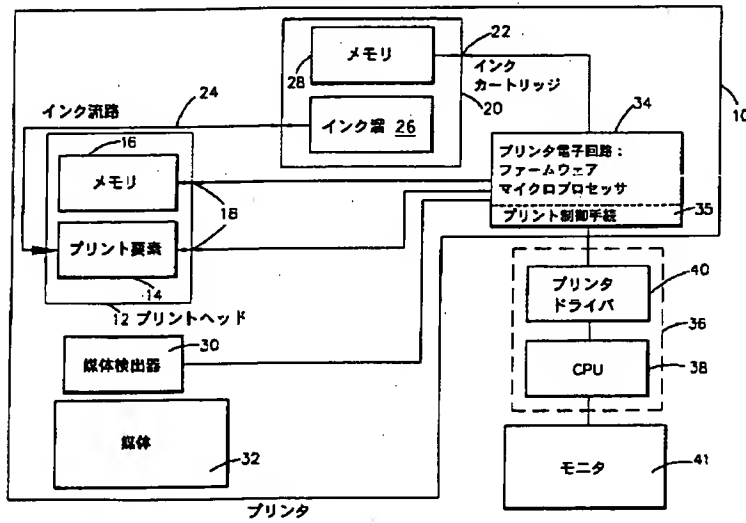 メモリ
28
22
インク
カートリッジ
20
インク溜 26
インク流路
24
10
34
プリンタ電子回路:
ファームウェア
マイクロプロセッサ
プリント制御手続
35
16
メモリ
18
プリント要素
14
12 プリントヘッド
30
媒体検出器
媒体
32
プリンタ
プリンタ
ドライバ
40
36
CPU
38
モニタ
41